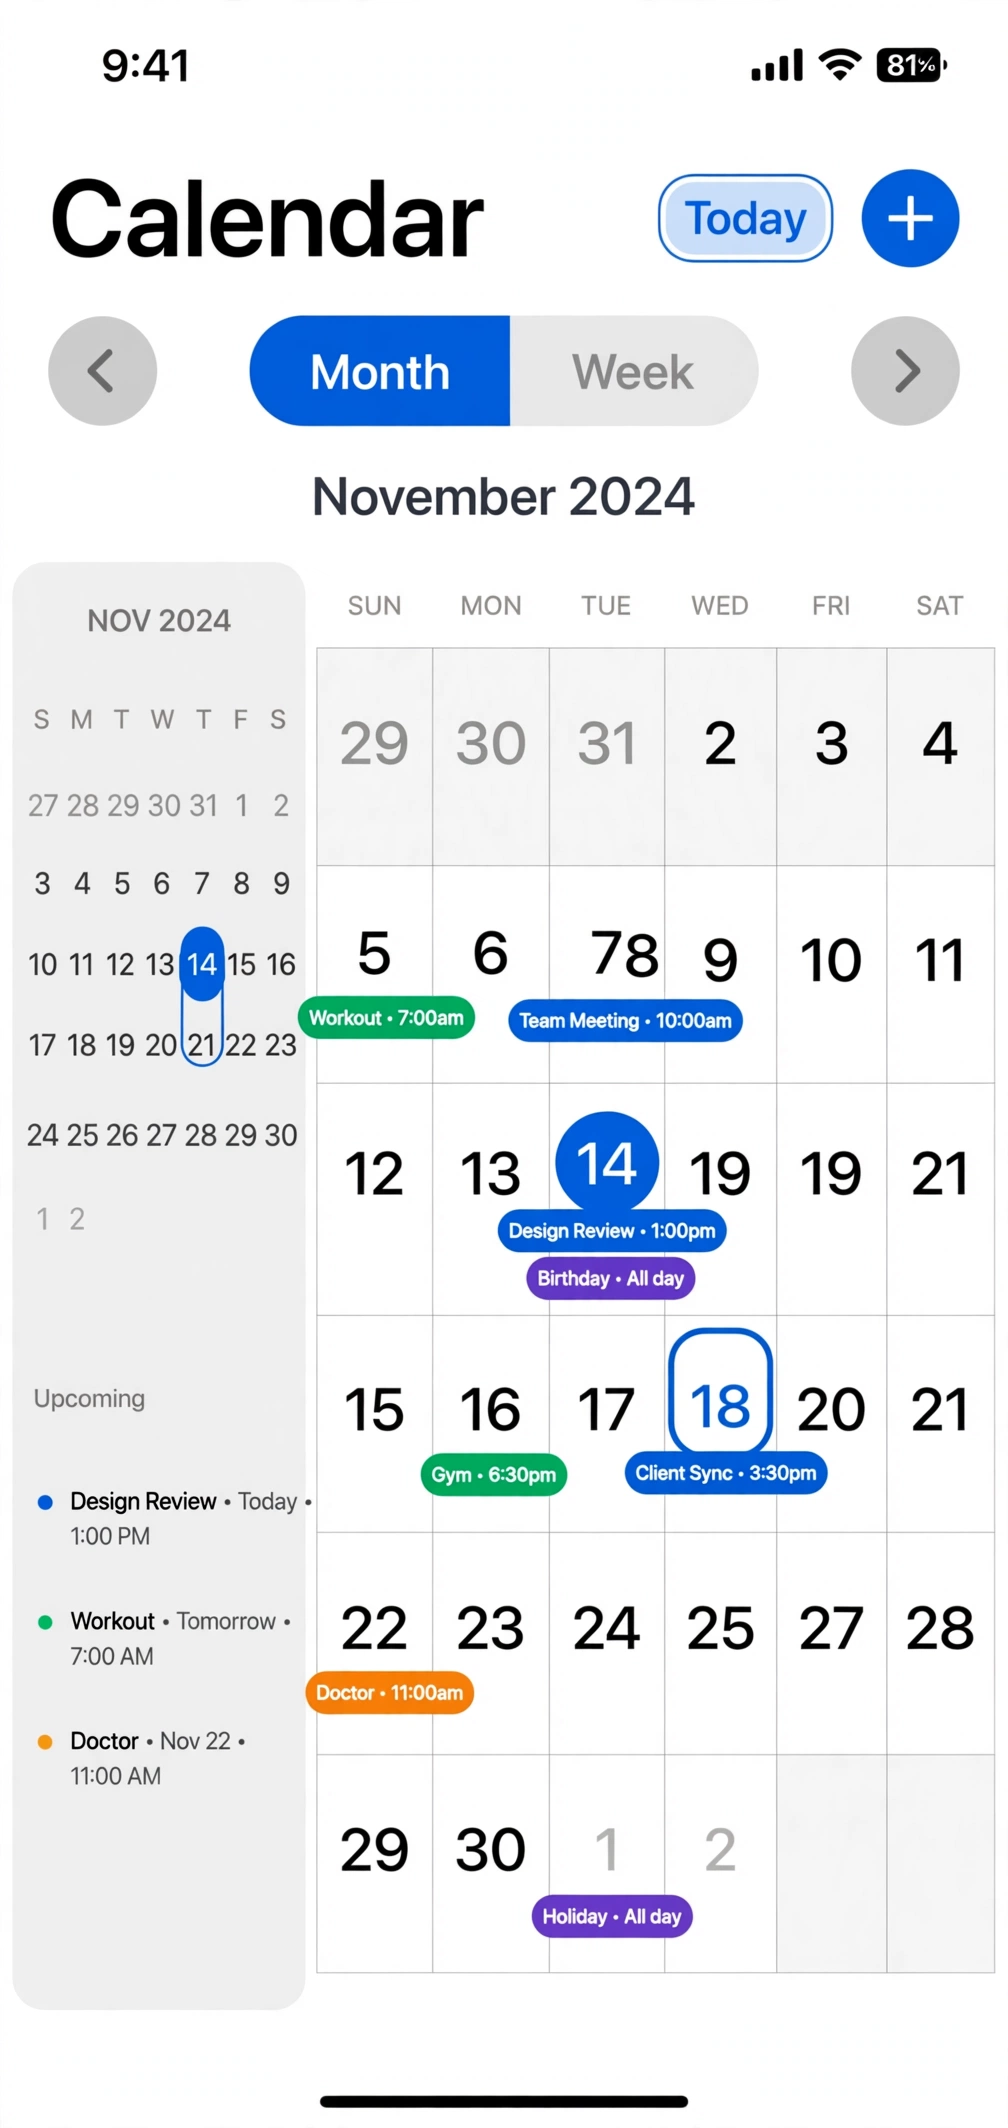 9:41
81%
Calendar
Today
+
Month
Week
November 2024
NOV 2024
S M T W T F S
27 28 29 30 31 1 2
3 4 5 6 7 8 9
10 11 12 13 14 15 16
17 18 19 20 21 22 23
24 25 26 27 28 29 30
1 2
Upcoming
Design Review • Today •
1:00 PM
Workout • Tomorrow •
7:00 AM
Doctor • Nov 22 •
11:00 AM
SUN MON TUE WED FRI SAT
29 30 31 2 3 4
5 6 78 9 10 11
Workout • 7:00am
Team Meeting • 10:00am
12 13 14 19 19 21
Design Review • 1:00pm
Birthday • All day
15 16 17 18 20 21
Gym • 6:30pm
Client Sync • 3:30pm
22 23 24 25 27 28
Doctor • 11:00am
29 30 1 2
Holiday • All day